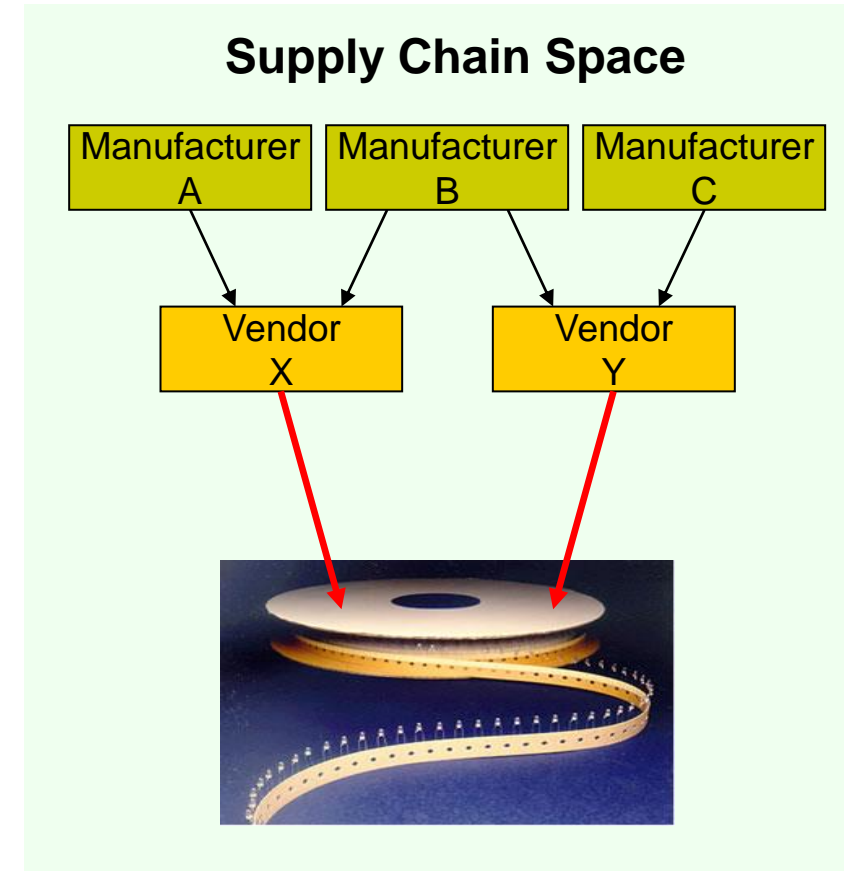 Supply Chain Space
Manufacturer
A
Manufacturer
B
Manufacturer
C
Vendor
X
Vendor
Y